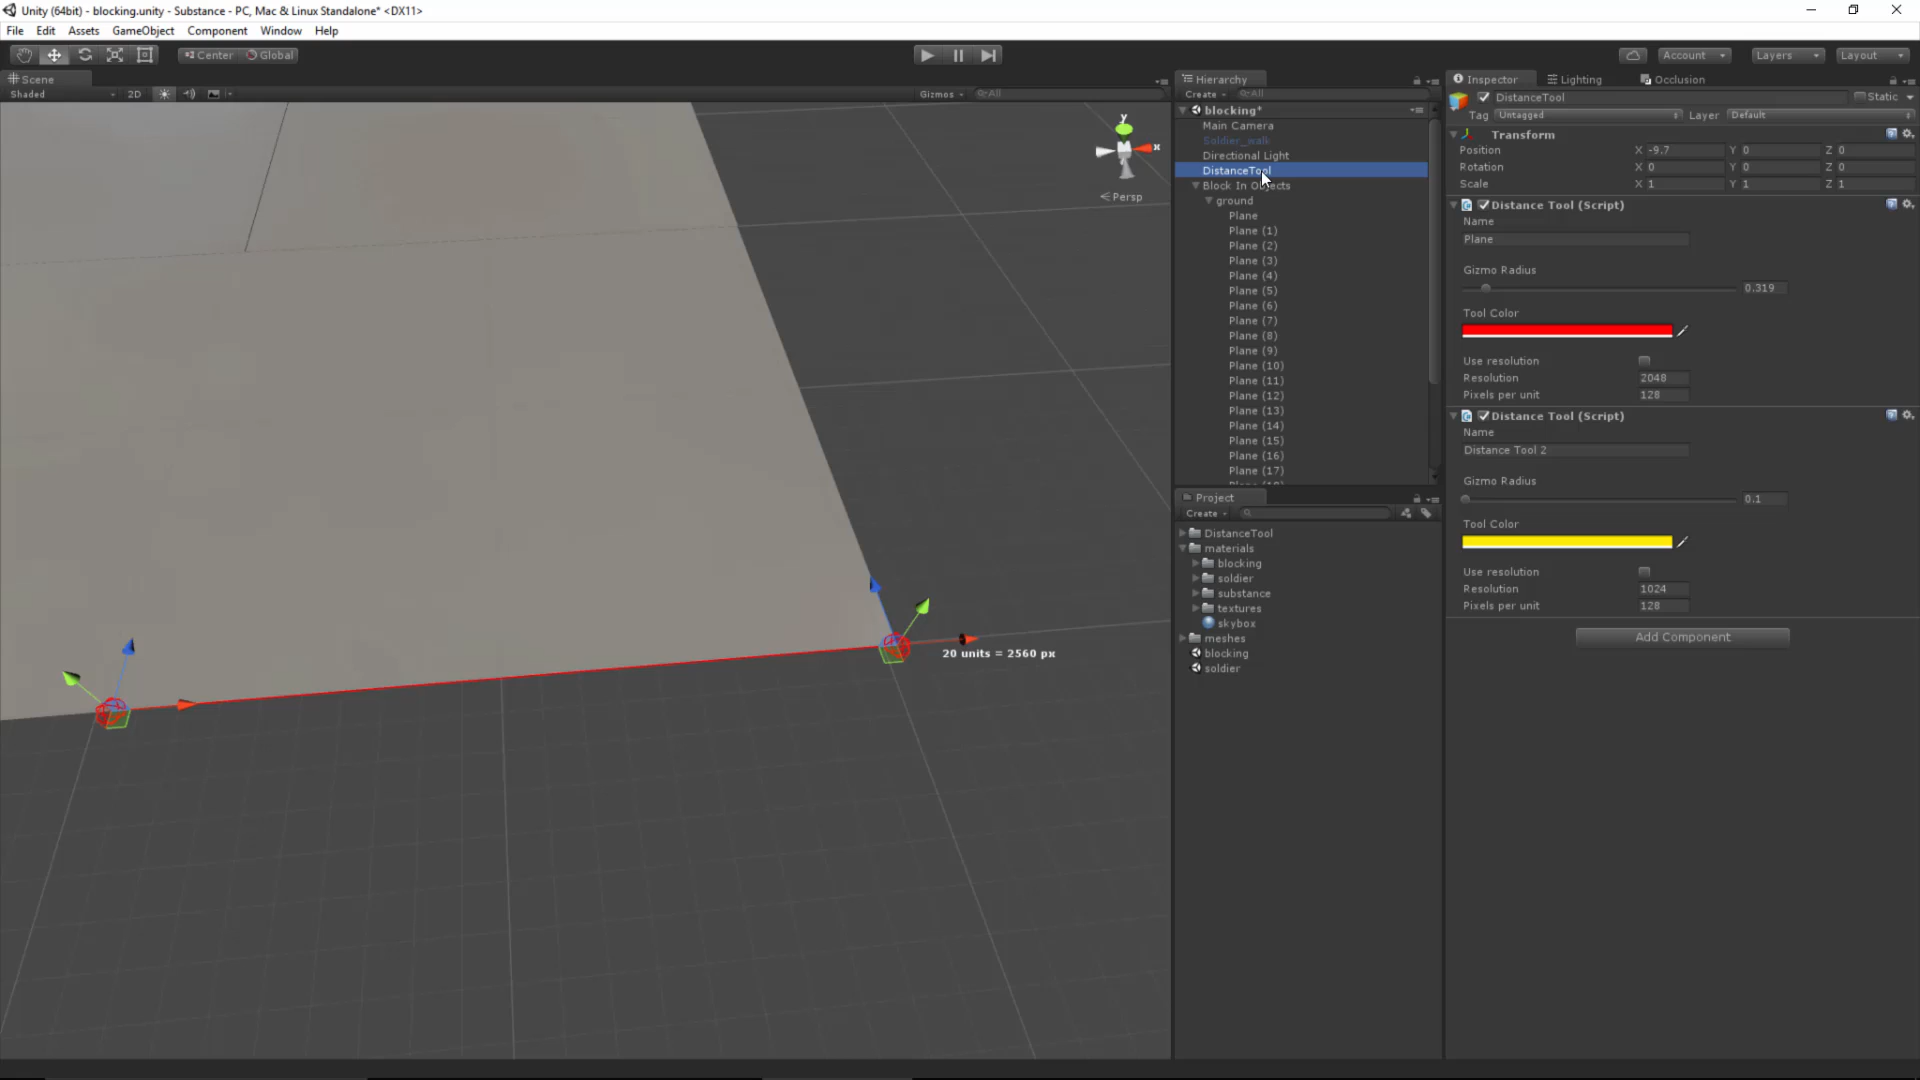 Unity (64bit) - blocking.unity - Substance - PC, Mac & Linux Standalone* <DX11>
File Edit Assets GameObject Component Window Help
Center Global Account Layers Layout
Scene
Shaded 2D Gizmos All
y
x
Persp
20 units = 2560 px
Hierarchy
Create All
blocking*
Main Camera
Soldier_walk
Directional Light
DistanceTool
Block In Objects
ground
Plane
Plane (1)
Plane (2)
Plane (3)
Plane (4)
Plane (5)
Plane (6)
Plane (7)
Plane (8)
Plane (9)
Plane (10)
Plane (11)
Plane (12)
Plane (13)
Plane (14)
Plane (15)
Plane (16)
Plane (17)
Project
Create
DistanceTool
materials
blocking
soldier
substance
textures
skybox
meshes
blocking
soldier
Inspector Lighting Occlusion
DistanceTool Static
Tag Untagged Layer Default
Transform
Position X -9.7 Y 0 Z 0
Rotation X 0 Y 0 Z 0
Scale X 1 Y 1 Z 1
Distance Tool (Script)
Name
Plane
Gizmo Radius
0.319
Tool Color
Use resolution
Resolution 2048
Pixels per unit 128
Distance Tool (Script)
Name
Distance Tool 2
Gizmo Radius
0.1
Tool Color
Use resolution
Resolution 1024
Pixels per unit 128
Add Component